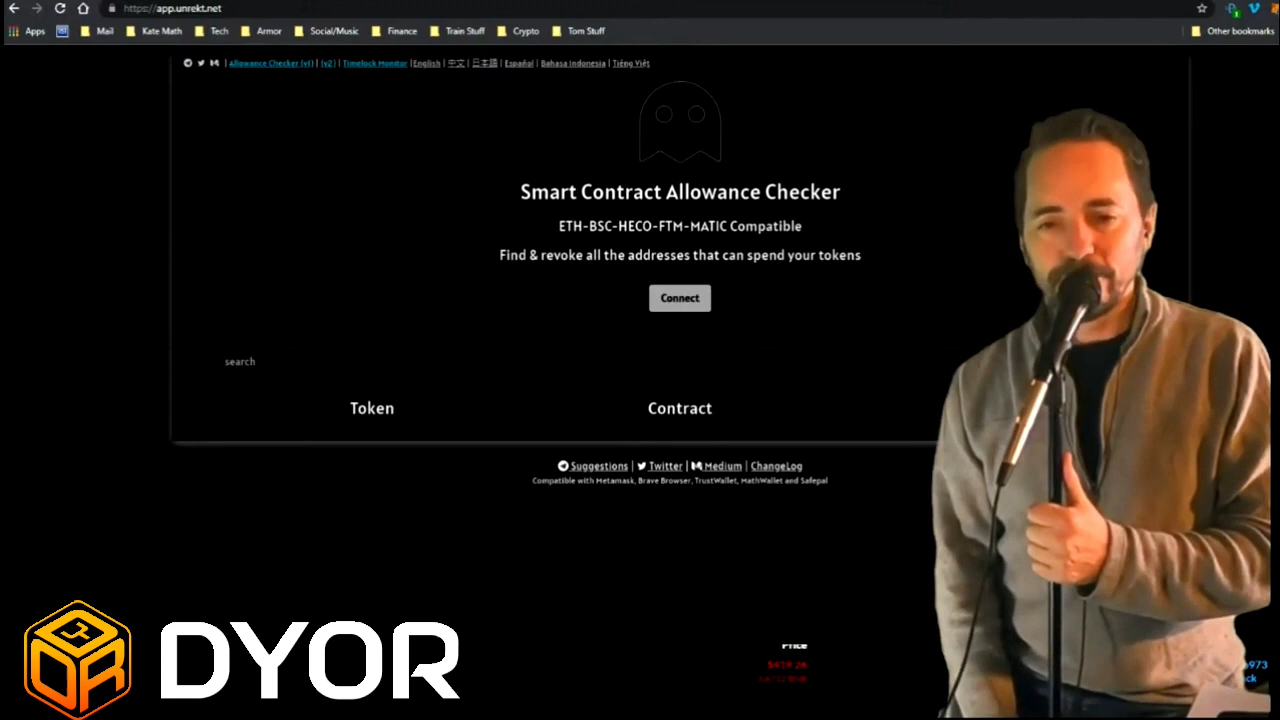 https://app.unrekt.net
Apps Mail Kate Math Tech Armor Social/Music Finance Train Stuff Crypto Tom Stuff Other bookmarks
| Allowance Checker (v1) | (v2) | Timelock Monitor | English | 中文 | 日本語 | Español | Bahasa Indonesia | Tiếng Việt
Smart Contract Allowance Checker
ETH-BSC-HECO-FTM-MATIC Compatible
Find & revoke all the addresses that can spend your tokens
Connect
search
Token Contract
Suggestions | Twitter | Medium | ChangeLog
Compatible with Metamask, Brave Browser, TrustWallet, MathWallet and Safepal
DYOR
Price